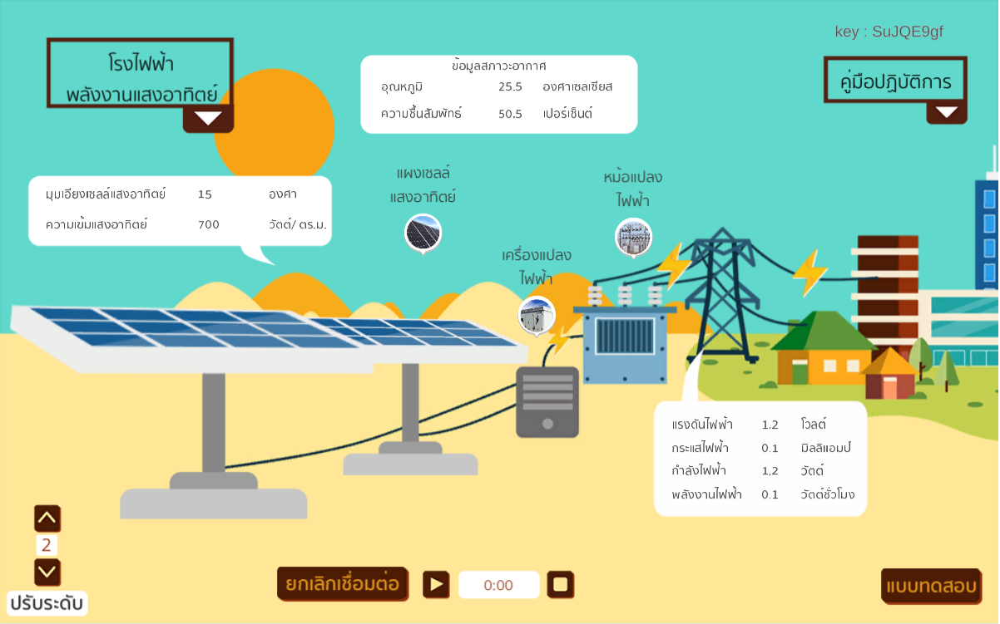 key : SuJQE9gf
โรงไฟฟ้า
พลังงานแสงอาทิตย์
ข้อมูลสภาวะอากาศ
อุณหภูมิ 25.5 องศาเซลเซียส
ความชื้นสัมพัทธ์ 50.5 เปอร์เซ็นต์
คู่มือปฏิบัติการ
มุมเอียงเซลล์แสงอาทิตย์ 15 องศา
ความเข้มแสงอาทิตย์ 700 วัตต์/ ตร.ม.
แผงเซลล์
แสงอาทิตย์
หม้อแปลง
ไฟฟ้า
เครื่องแปลง
ไฟฟ้า
แรงดันไฟฟ้า 1.2 โวลต์
กระแสไฟฟ้า 0.1 มิลลิแอมป์
กำลังไฟฟ้า 1.2 วัตต์
พลังงานไฟฟ้า 0.1 วัตต์ชั่วโมง
2
ปรับระดับ
ยกเลิกเชื่อมต่อ
0:00
แบบทดสอบ